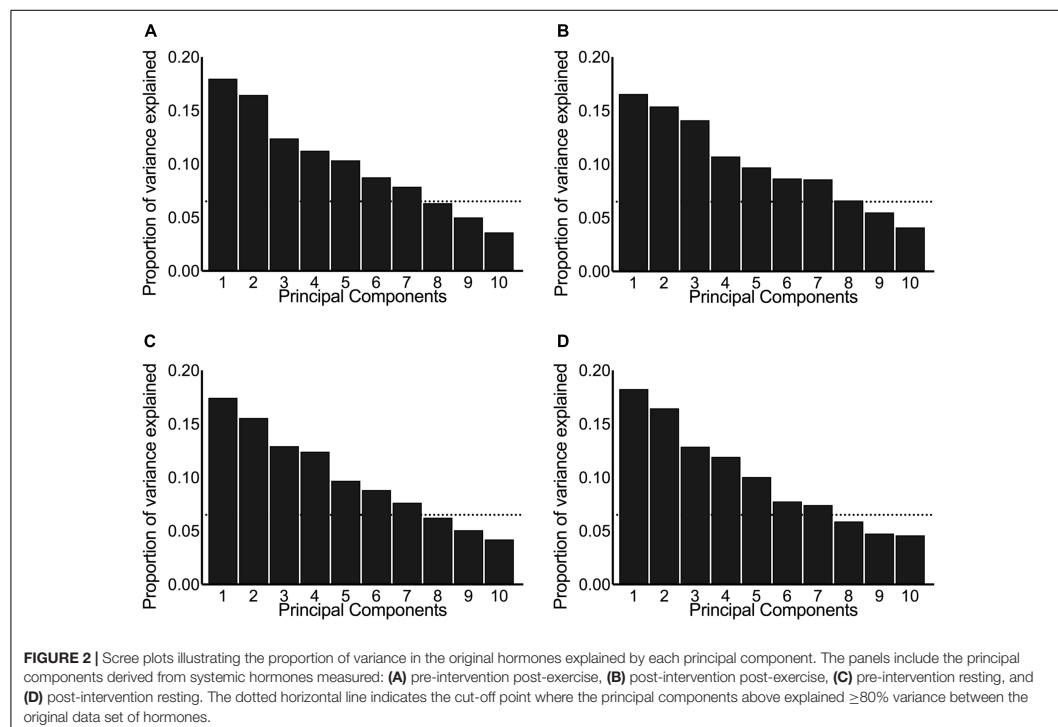 A
Proportion of variance explained
0.20
0.15
0.10
0.05
0.00
1 2 3 4 5 6 7 8 9 10
Principal Components
B
Proportion of variance explained
0.20
0.15
0.10
0.05
0.00
1 2 3 4 5 6 7 8 9 10
Principal Components
C
Proportion of variance explained
0.20
0.15
0.10
0.05
0.00
1 2 3 4 5 6 7 8 9 10
Principal Components
D
Proportion of variance explained
0.20
0.15
0.10
0.05
0.00
1 2 3 4 5 6 7 8 9 10
Principal Components
FIGURE 2 | Scree plots illustrating the proportion of variance in the original hormones explained by each principal component. The panels include the principal
components derived from systemic hormones measured: (A) pre-intervention post-exercise, (B) post-intervention post-exercise, (C) pre-intervention resting, and
(D) post-intervention resting. The dotted horizontal line indicates the cut-off point where the principal components above explained ≥80% variance between the
original data set of hormones.